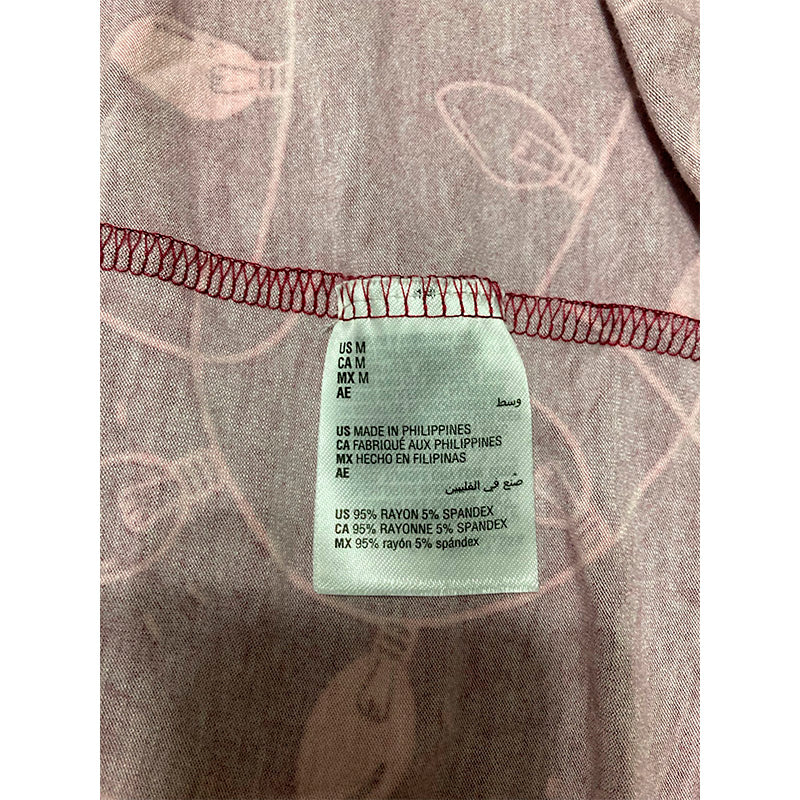 US M
CA M
MX M
AE
وسط
US MADE IN PHILIPPINES
CA FABRIQUÉ AUX PHILIPPINES
MX HECHO EN FILIPINAS
AE
صُنع في الفلبين
US 95% RAYON 5% SPANDEX
CA 95% RAYONNE 5% SPANDEX
MX 95% rayón 5% spándex